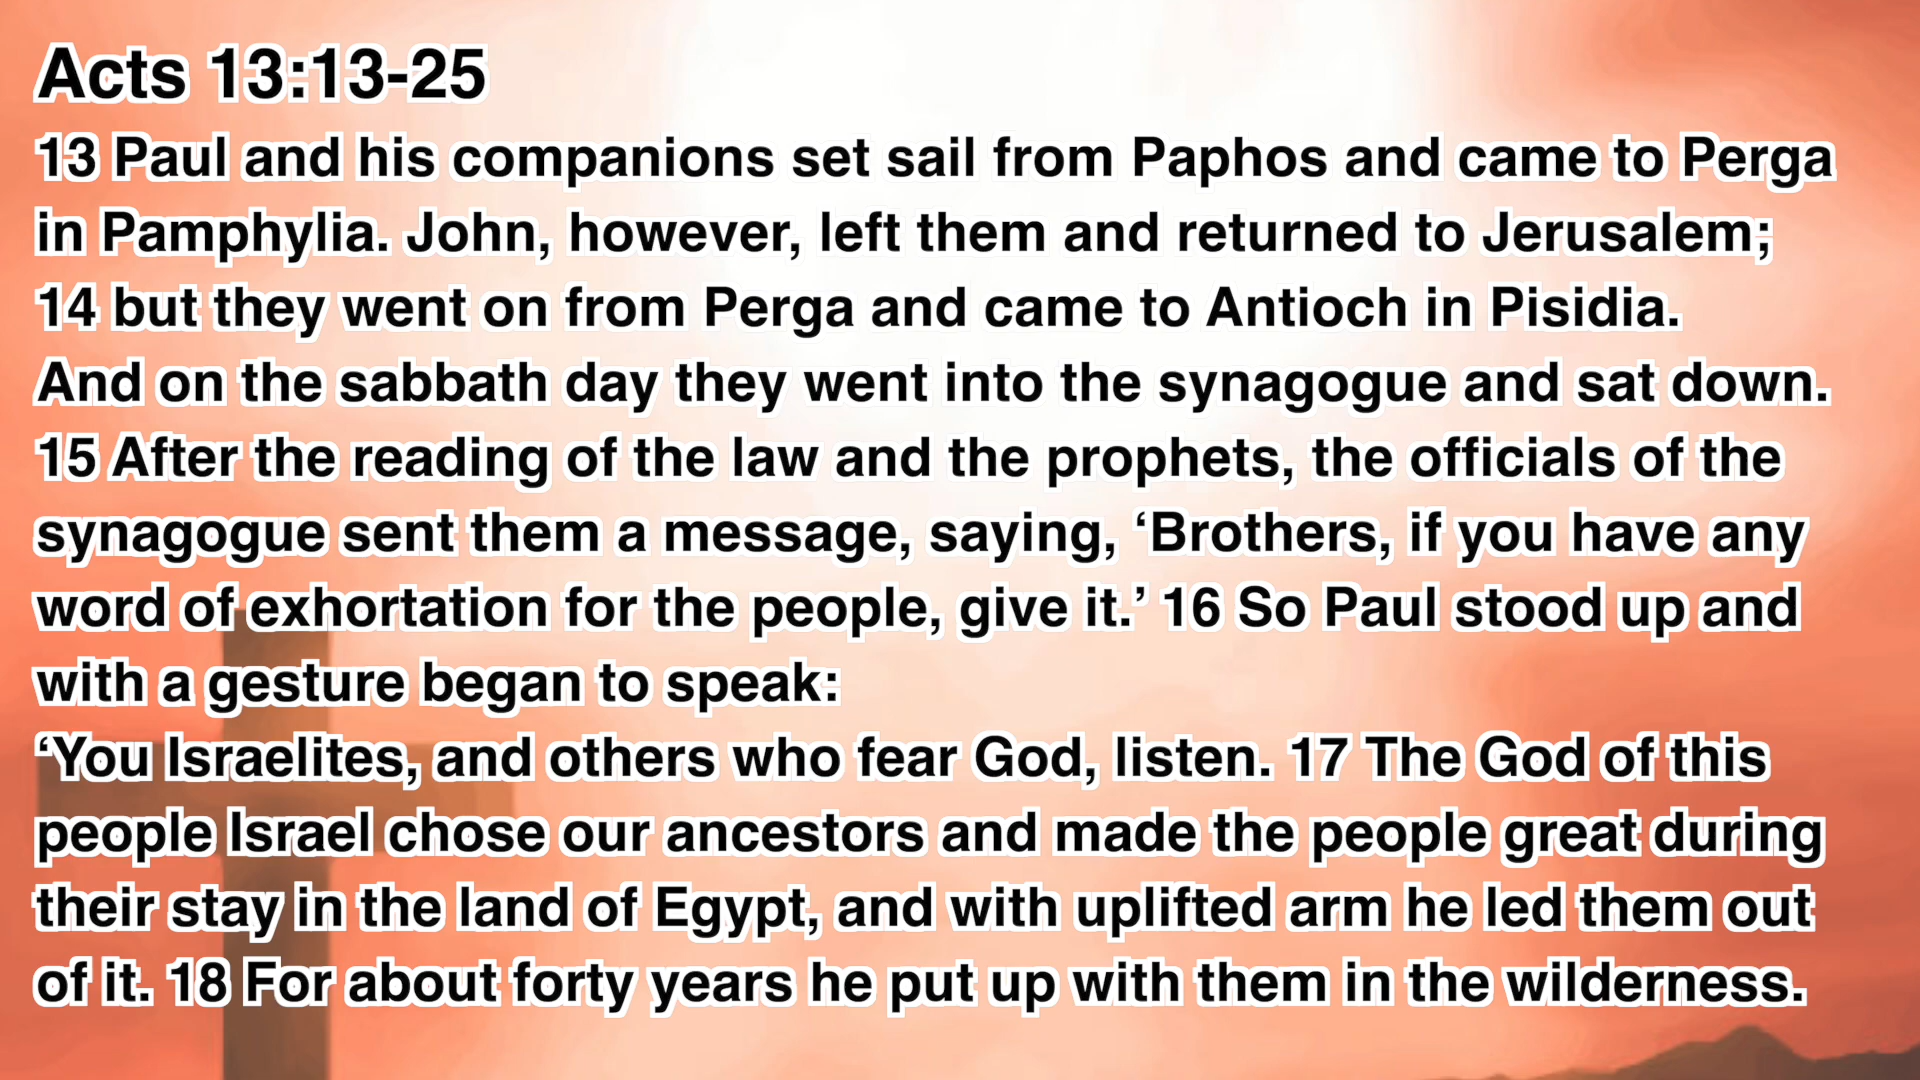 Acts 13:13-25
13 Paul and his companions set sail from Paphos and came to Perga
in Pamphylia. John, however, left them and returned to Jerusalem;
14 but they went on from Perga and came to Antioch in Pisidia.
And on the sabbath day they went into the synagogue and sat down.
15 After the reading of the law and the prophets, the officials of the
synagogue sent them a message, saying, ‘Brothers, if you have any
word of exhortation for the people, give it.’ 16 So Paul stood up and
with a gesture began to speak:
‘You Israelites, and others who fear God, listen. 17 The God of this
people Israel chose our ancestors and made the people great during
their stay in the land of Egypt, and with uplifted arm he led them out
of it. 18 For about forty years he put up with them in the wilderness.